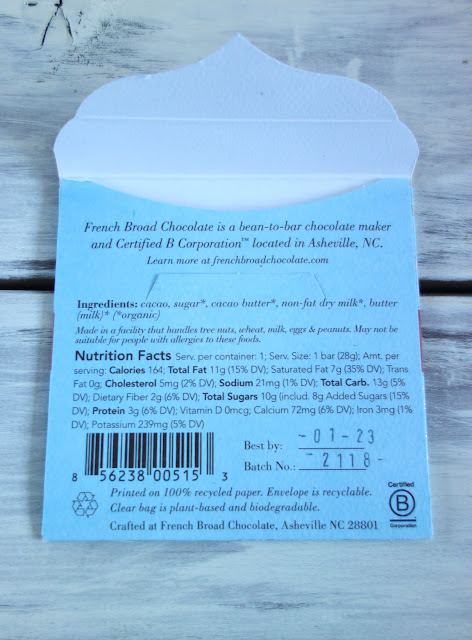 French Broad Chocolate is a bean-to-bar chocolate maker
and Certified B Corporation™ located in Asheville, NC.
Learn more at frenchbroadchocolate.com
Ingredients: cacao, sugar*, cacao butter*, non-fat dry milk*, butter
(milk)* (*organic)
Made in a facility that handles tree nuts, wheat, milk, eggs & peanuts. May not be
suitable for people with allergies to these foods.
Nutrition Facts Serv. per container: 1; Serv. Size: 1 bar (28g); Amt. per
serving: Calories 164; Total Fat 11g (15% DV); Saturated Fat 7g (35% DV); Trans
Fat 0g; Cholesterol 5mg (2% DV); Sodium 21mg (1% DV); Total Carb. 13g (5%
DV); Dietary Fiber 2g (6% DV); Total Sugars 10g (includ. 8g Added Sugars (15%
DV); Protein 3g (6% DV); Vitamin D 0mcg; Calcium 72mg (6% DV); Iron 3mg (1%
DV); Potassium 239mg (5% DV)
Best by: -01-23
Batch No.: -2118-
8 56238 00515 3
Printed on 100% recycled paper. Envelope is recyclable.
Clear bag is plant-based and biodegradable.
Crafted at French Broad Chocolate, Asheville NC 28801
Certified
B
Corporation